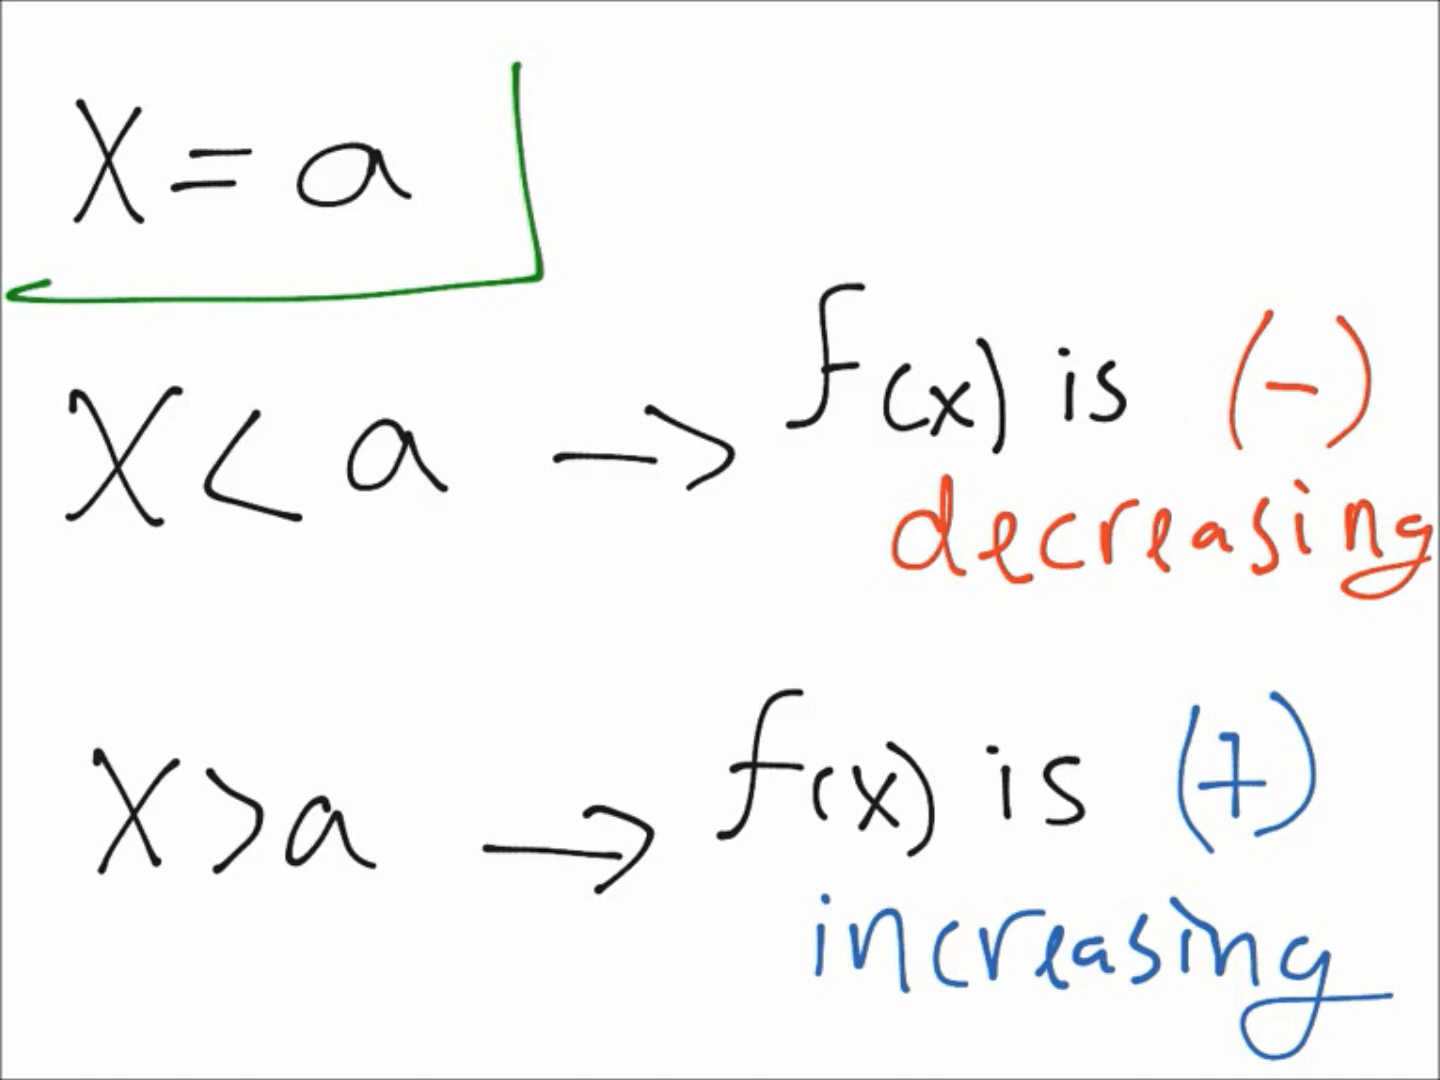 X = a
X < a → f(x) is (-)
decreasing
X > a → f(x) is (+)
increasing